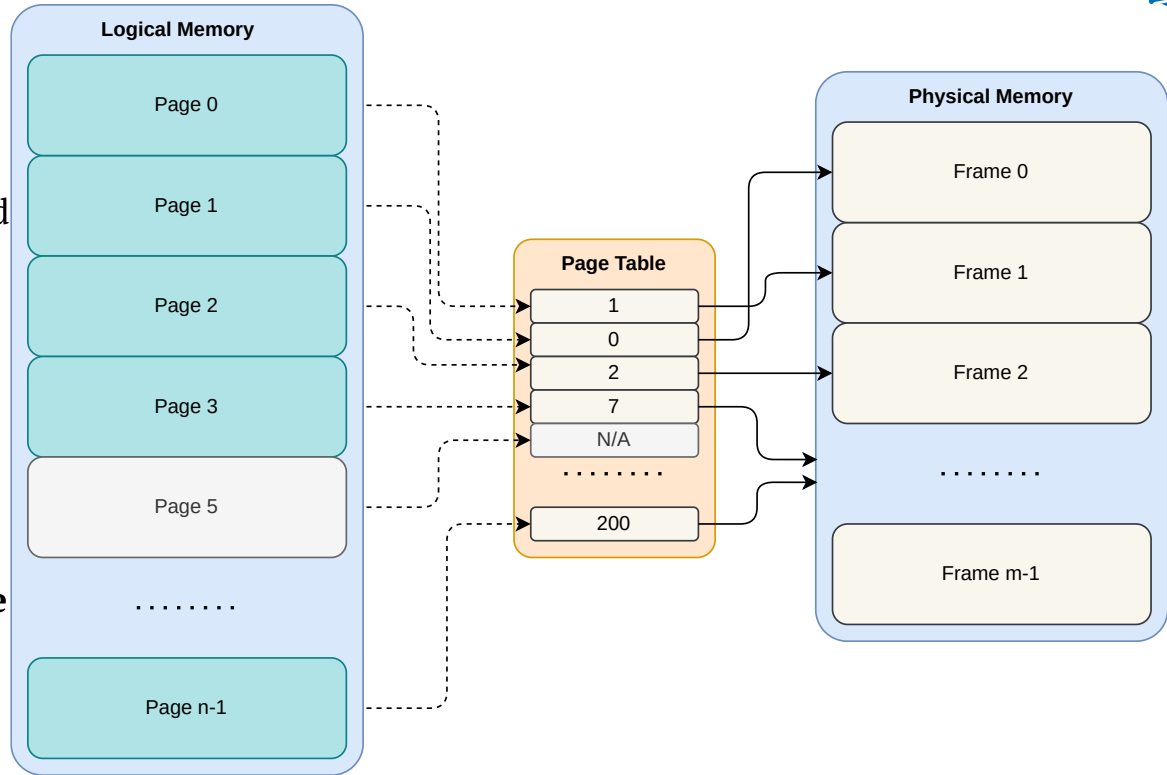 Logical Memory
Page 0
Page 1
Page 2
Page 3
Page 5
........
Page n-1
d
e
Page Table
1
0
2
7
N/A
........
200
Physical Memory
Frame 0
Frame 1
Frame 2
........
Frame m-1